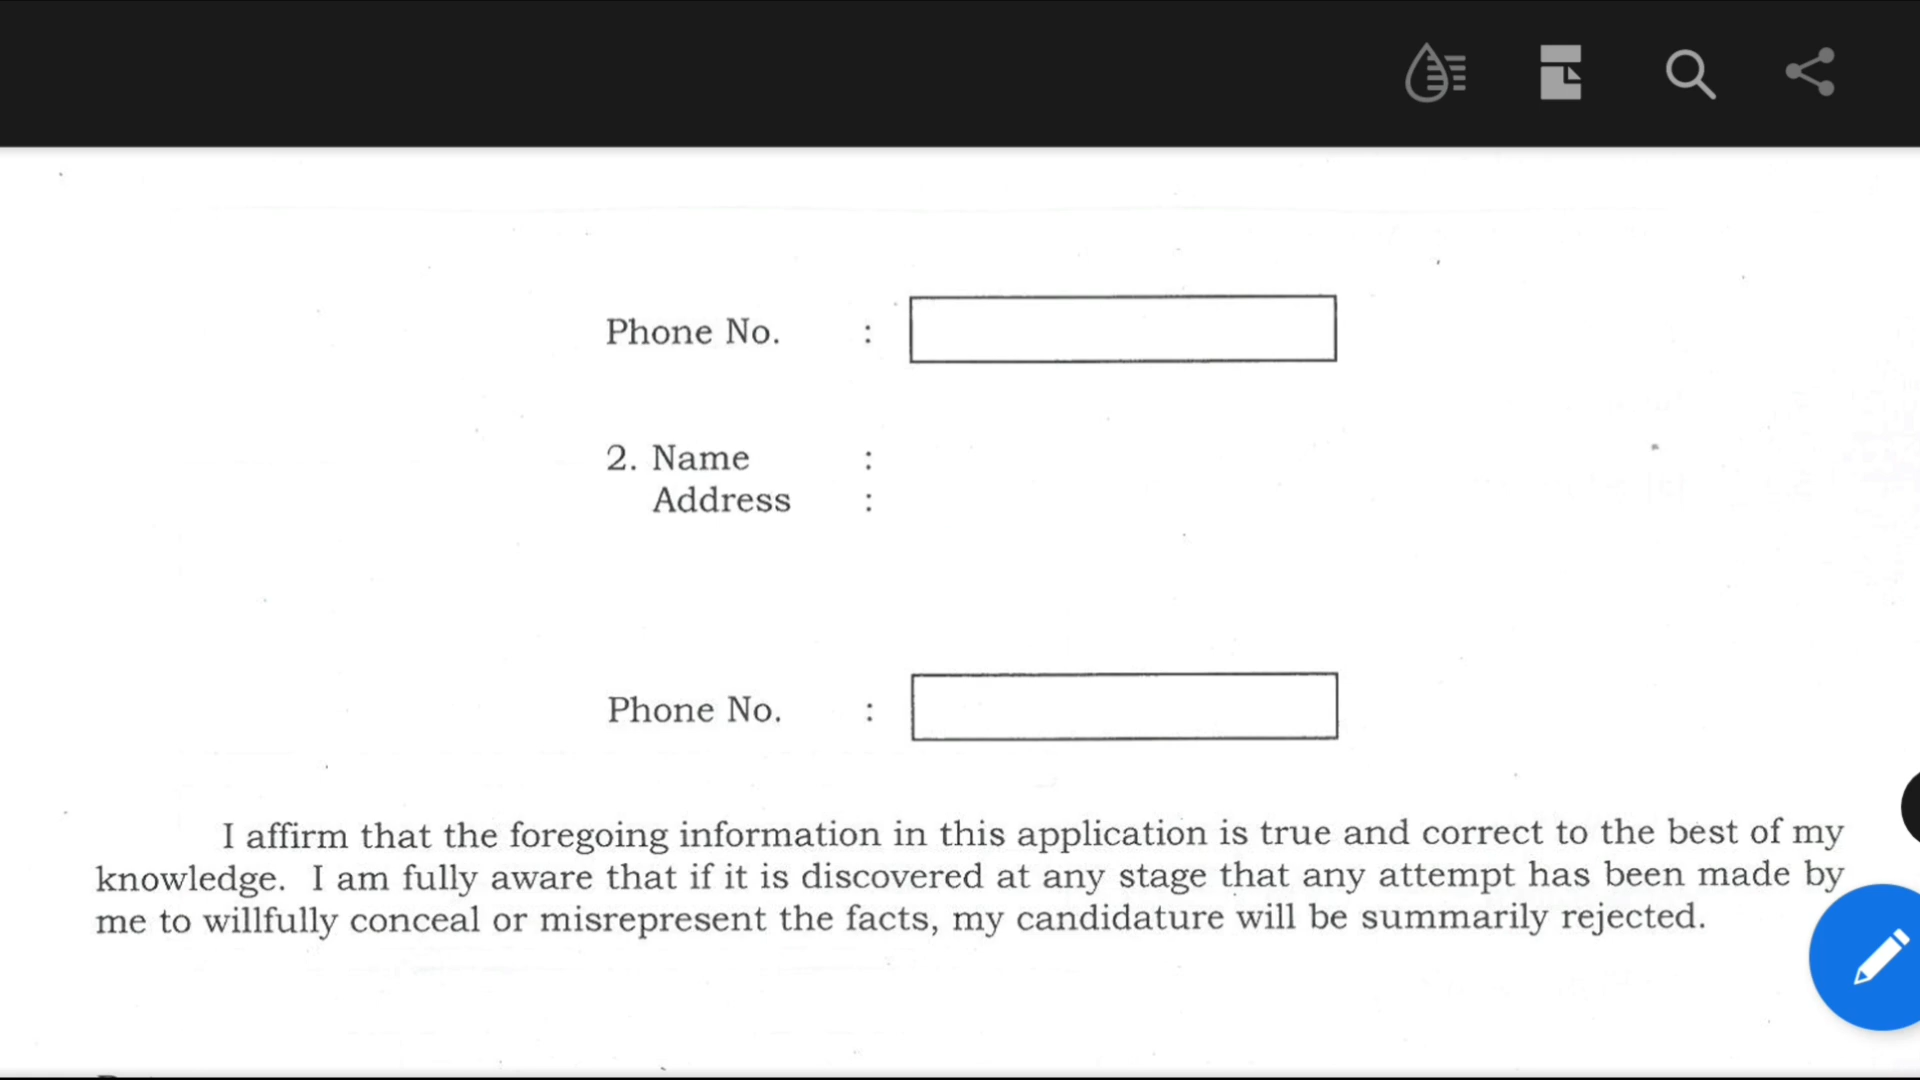 Phone No. :
2. Name :
Address :
Phone No. :
I affirm that the foregoing information in this application is true and correct to the best of my
knowledge. I am fully aware that if it is discovered at any stage that any attempt has been made by
me to willfully conceal or misrepresent the facts, my candidature will be summarily rejected.